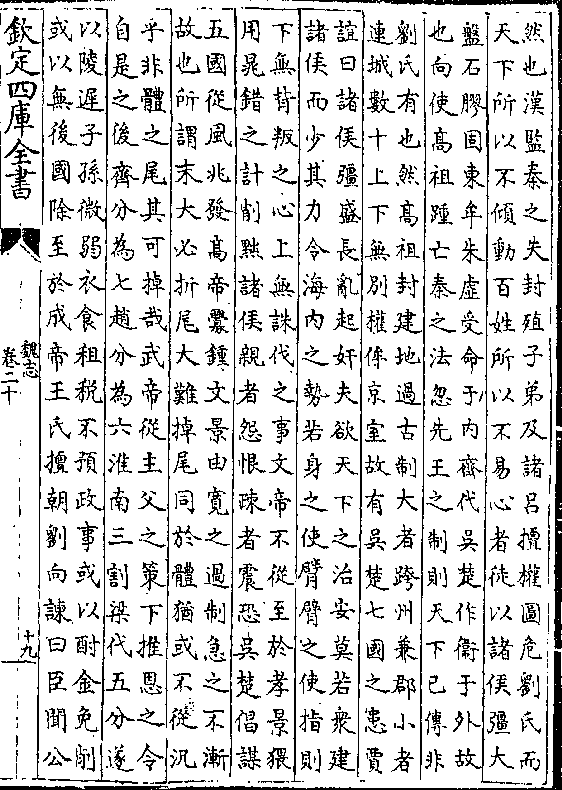 然也漢監秦之失封殖子弟及諸吕擅權圖危劉氏而
天下所以不傾動百姓所以不易心者徒以諸侯彊大
盤石膠固東牟朱虛受命于内齊代吳楚作衛于外故
也向使高祖踵亡秦之法忽先王之制則天下已傳非
劉氏有也然高祖封建地過古制大者跨州兼郡小者
連城數十上下無别權侔京室故有吳楚七國之患賈
誼曰諸侯彊盛長亂起奸夫欲天下之治安莫若衆建
諸侯而少其力令海内之勢若身之使臂臂之使指則
下無背叛之心上無誅伐之事文帝不從至於孝景猥
用晁錯之計削黜諸侯親者怨恨疎者震恐吳楚倡謀
五國從風兆發高帝釁鍾文景由寛之過制急之不漸
故也所謂末大必折尾大難掉尾同於體猶或不從況
乎非體之尾其可掉哉武帝從主父之策下推恩之令
自是之後齊分為七趙分為六淮南三割梁代五分遂
以陵遲子孫微弱衣食租税不預政事或以酎金免削
或以無後國除至於成帝王氏擅朝劉向諫曰臣聞公
欽定四庫全書
魏志
卷二十
十九